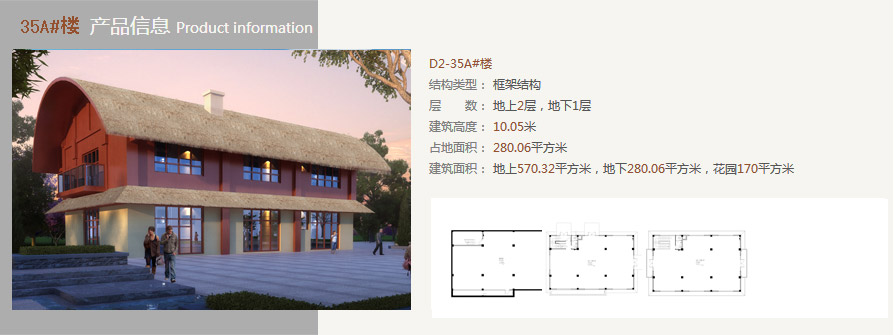 35A#楼 产品信息 Product information
D2-35A#楼
结构类型： 框架结构
层　　数： 地上2层，地下1层
建筑高度： 10.05米
占地面积： 280.06平方米
建筑面积： 地上570.32平方米，地下280.06平方米，花园170平方米